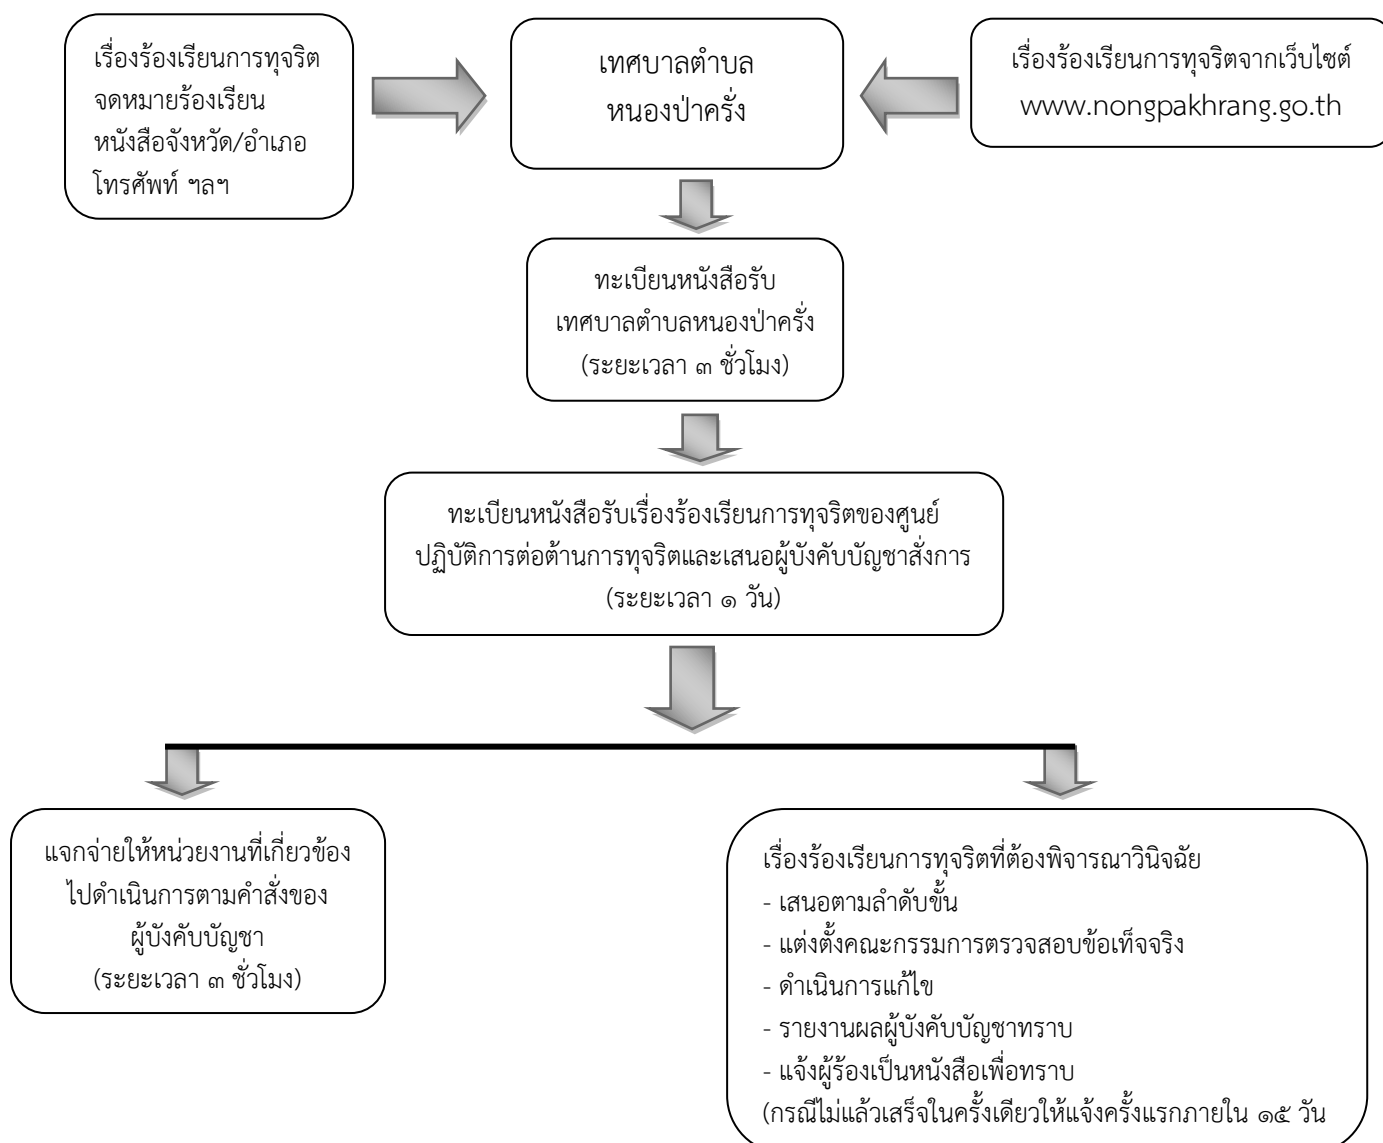 เรื่องร้องเรียนการทุจริต
จดหมายร้องเรียน
หนังสือจังหวัด/อำเภอ
โทรศัพท์ ฯลฯ
เทศบาลตำบล
หนองป่าครั่ง
เรื่องร้องเรียนการทุจริตจากเว็บไซต์
www.nongpakhrang.go.th
ทะเบียนหนังสือรับ
เทศบาลตำบลหนองป่าครั่ง
(ระยะเวลา ๓ ชั่วโมง)
ทะเบียนหนังสือรับเรื่องร้องเรียนการทุจริตของศูนย์
ปฏิบัติการต่อต้านการทุจริตและเสนอผู้บังคับบัญชาสั่งการ
(ระยะเวลา ๑ วัน)
แจกจ่ายให้หน่วยงานที่เกี่ยวข้อง
ไปดำเนินการตามคำสั่งของ
ผู้บังคับบัญชา
(ระยะเวลา ๓ ชั่วโมง)
เรื่องร้องเรียนการทุจริตที่ต้องพิจารณาวินิจฉัย
- เสนอตามลำดับขั้น
- แต่งตั้งคณะกรรมการตรวจสอบข้อเท็จจริง
- ดำเนินการแก้ไข
- รายงานผลผู้บังคับบัญชาทราบ
- แจ้งผู้ร้องเป็นหนังสือเพื่อทราบ
(กรณีไม่แล้วเสร็จในครั้งเดียวให้แจ้งครั้งแรกภายใน ๑๕ วัน